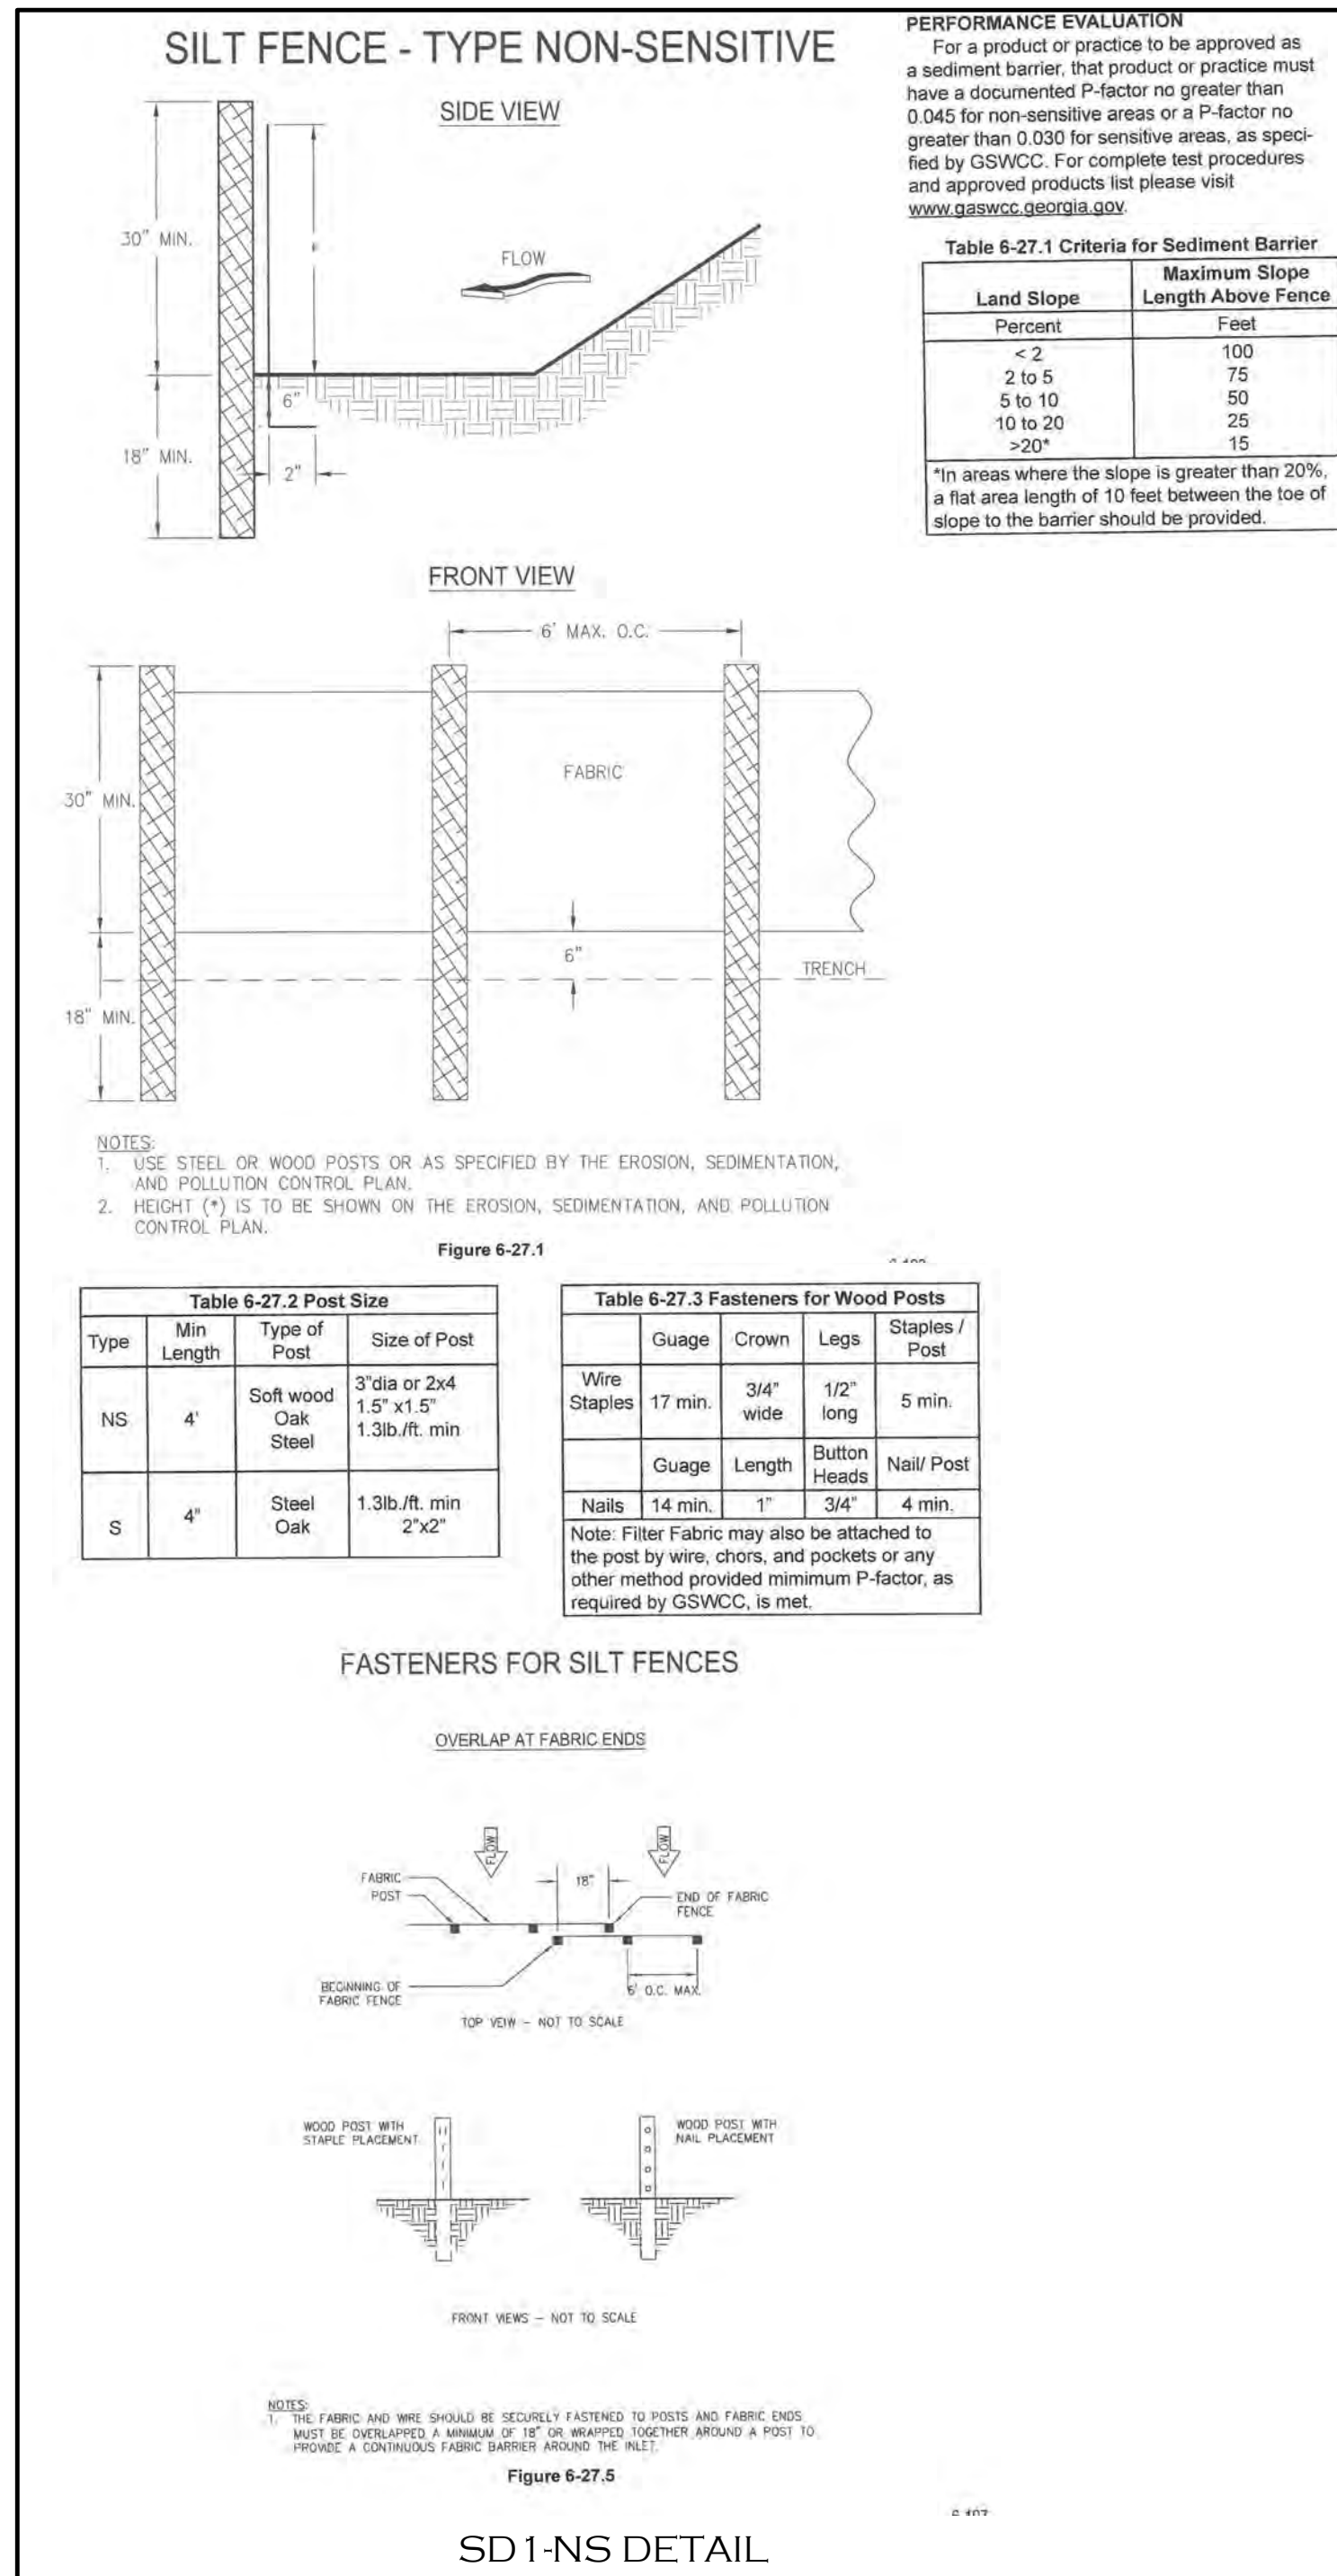 SILT FENCE - TYPE NON-SENSITIVE
SIDE VIEW
30" MIN.
FLOW
6"
18" MIN.
2"
PERFORMANCE EVALUATION
For a product or practice to be approved as
a sediment barrier, that product or practice must
have a documented P-factor no greater than
0.045 for non-sensitive areas or a P-factor no
greater than 0.030 for sensitive areas, as speci-
fied by GSWCC. For complete test procedures
and approved products list please visit
www.gaswcc.georgia.gov.
Table 6-27.1 Criteria for Sediment Barrier
Land Slope Maximum Slope
Length Above Fence
Percent Feet
< 2 100
2 to 5 75
5 to 10 50
10 to 20 25
>20* 15
*In areas where the slope is greater than 20%,
a flat area length of 10 feet between the toe of
slope to the barrier should be provided.
FRONT VIEW
6' MAX. O.C.
FABRIC
30" MIN.
6"
TRENCH
18" MIN.
NOTES:
1. USE STEEL OR WOOD POSTS OR AS SPECIFIED BY THE EROSION, SEDIMENTATION,
AND POLLUTION CONTROL PLAN.
2. HEIGHT (*) IS TO BE SHOWN ON THE EROSION, SEDIMENTATION, AND POLLUTION
CONTROL PLAN.
Figure 6-27.1
Table 6-27.2 Post Size
Type Min Length Type of Post Size of Post
NS 4' Soft wood 3"dia or 2x4
Oak 1.5" x1.5"
Steel 1.3lb./ft. min
S 4" Steel 1.3lb./ft. min
Oak 2"x2"
Table 6-27.3 Fasteners for Wood Posts
Guage Crown Legs Staples / Post
Wire Staples 17 min. 3/4" wide 1/2" long 5 min.
Guage Length Button Heads Nail/ Post
Nails 14 min. 1" 3/4" 4 min.
Note: Filter Fabric may also be attached to
the post by wire, chors, and pockets or any
other method provided mimimum P-factor, as
required by GSWCC, is met.
FASTENERS FOR SILT FENCES
OVERLAP AT FABRIC ENDS
FLOW
FLOW
FABRIC
18"
POST
END OF FABRIC
FENCE
BEGINNING OF
FABRIC FENCE
6' O.C. MAX.
TOP VEIW - NOT TO SCALE
WOOD POST WITH
STAPLE PLACEMENT
WOOD POST WITH
NAIL PLACEMENT
FRONT VIEWS - NOT TO SCALE
NOTES:
1. THE FABRIC AND WIRE SHOULD BE SECURELY FASTENED TO POSTS AND FABRIC ENDS
MUST BE OVERLAPPED A MINIMUM OF 18" OR WRAPPED TOGETHER AROUND A POST TO
PROVIDE A CONTINUOUS FABRIC BARRIER AROUND THE INLET.
Figure 6-27.5
SD1-NS DETAIL